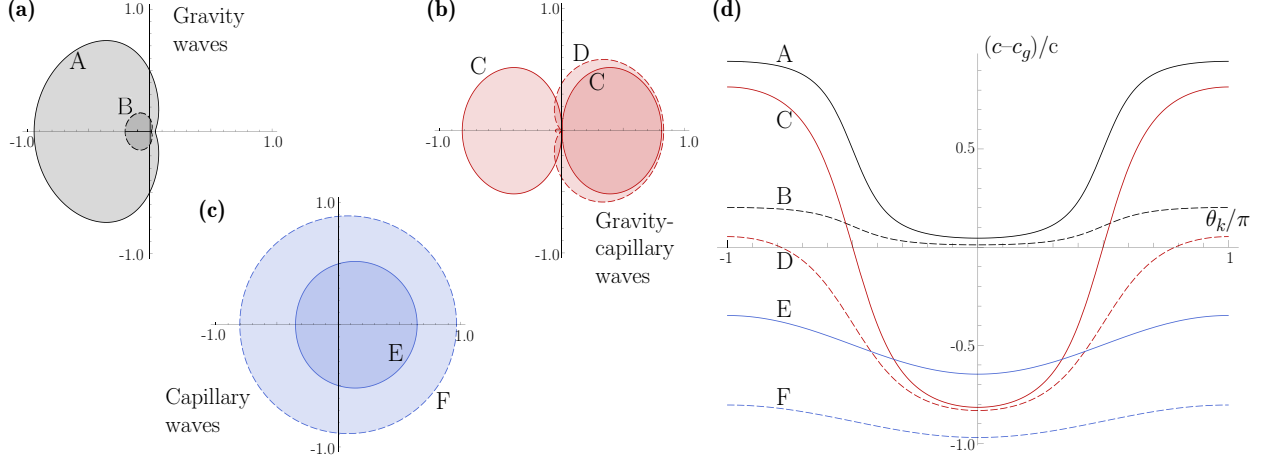 (a)
1.0
Gravity
waves
A
B
-1.0
1.0
-1.0
(b)
1.0
D
C
C
-1.0
1.0
Gravity-
capillary
waves
-1.0
(c)
1.0
-1.0
1.0
E
Capillary
waves
F
-1.0
(d)
(c–c_g)/c
A
C
0.5
B
θ_k/π
-1
1
D
E
-0.5
F
-1.0